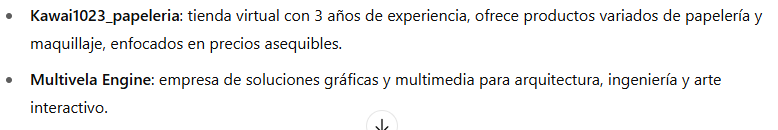 Kawai1023_papeleria: tienda virtual con 3 años de experiencia, ofrece productos variados de papelería y
maquillaje, enfocados en precios asequibles.
Multivela Engine: empresa de soluciones gráficas y multimedia para arquitectura, ingeniería y arte
interactivo.